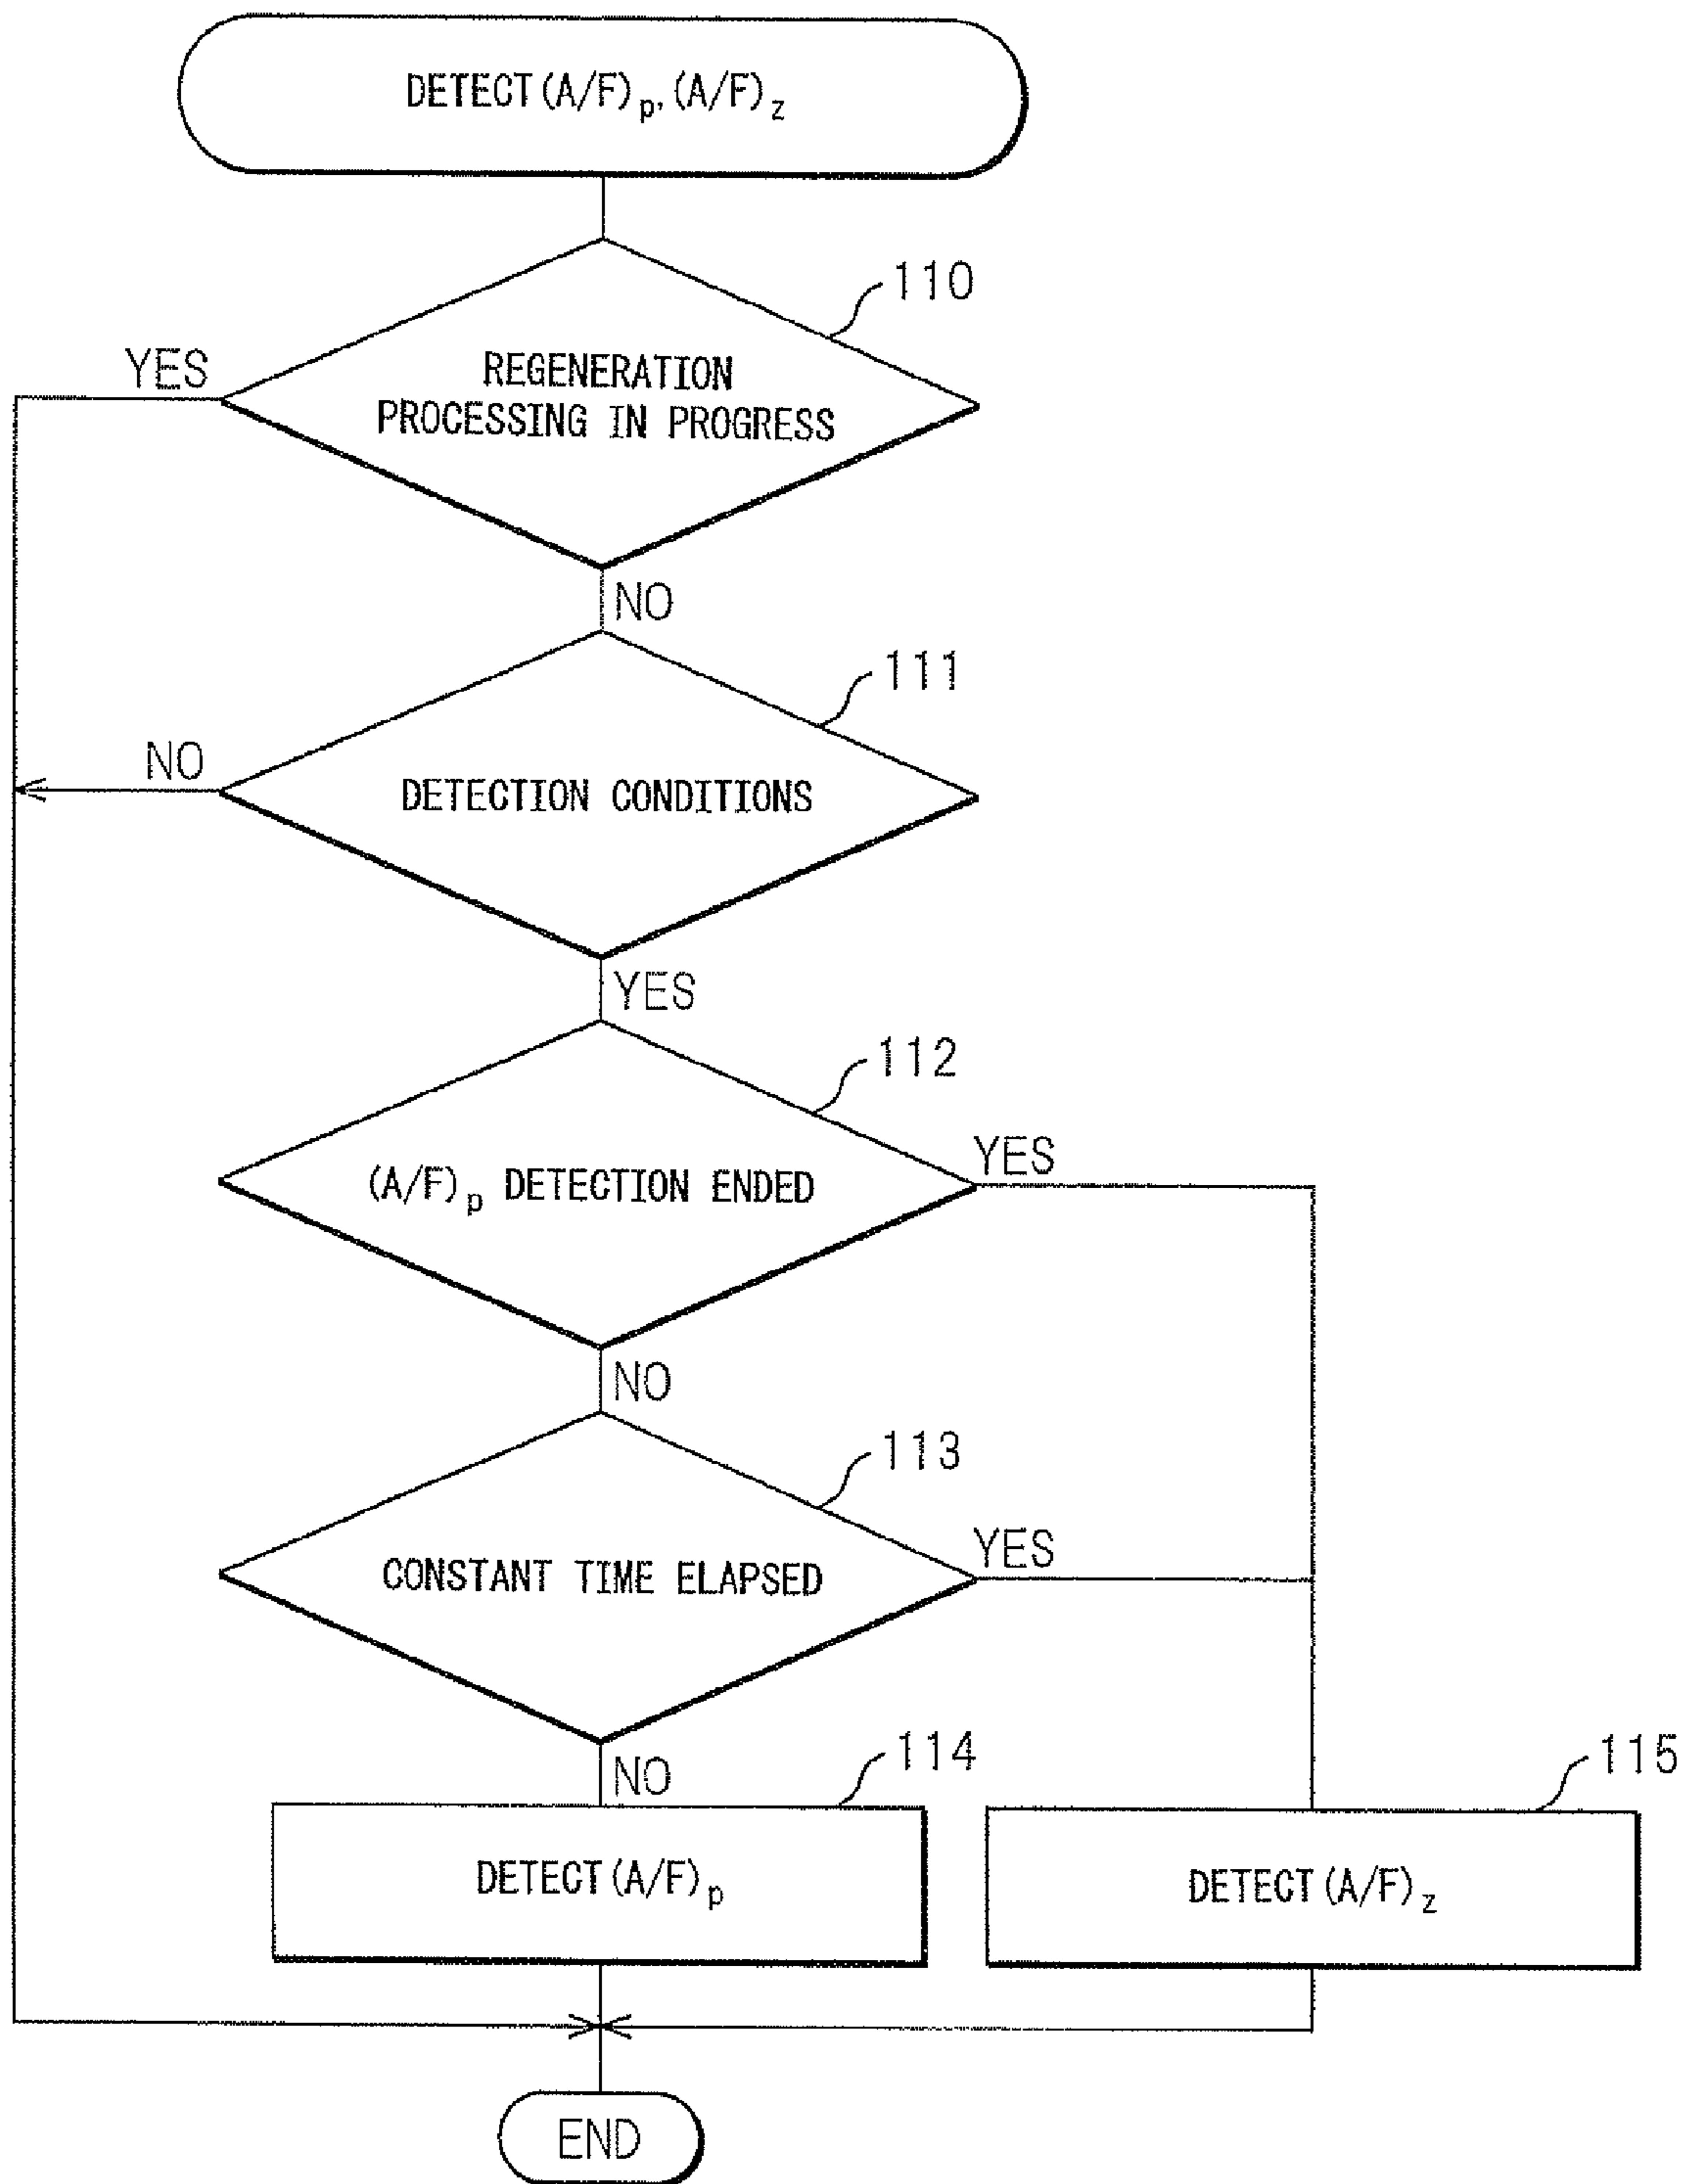 DETECT(A/F)p,(A/F)z
110
YES
REGENERATION
PROCESSING IN PROGRESS
NO
111
NO
DETECTION CONDITIONS
YES
112
YES
(A/F)p DETECTION ENDED
NO
113
YES
CONSTANT TIME ELAPSED
NO
114
115
DETECT(A/F)p
DETECT(A/F)z
END